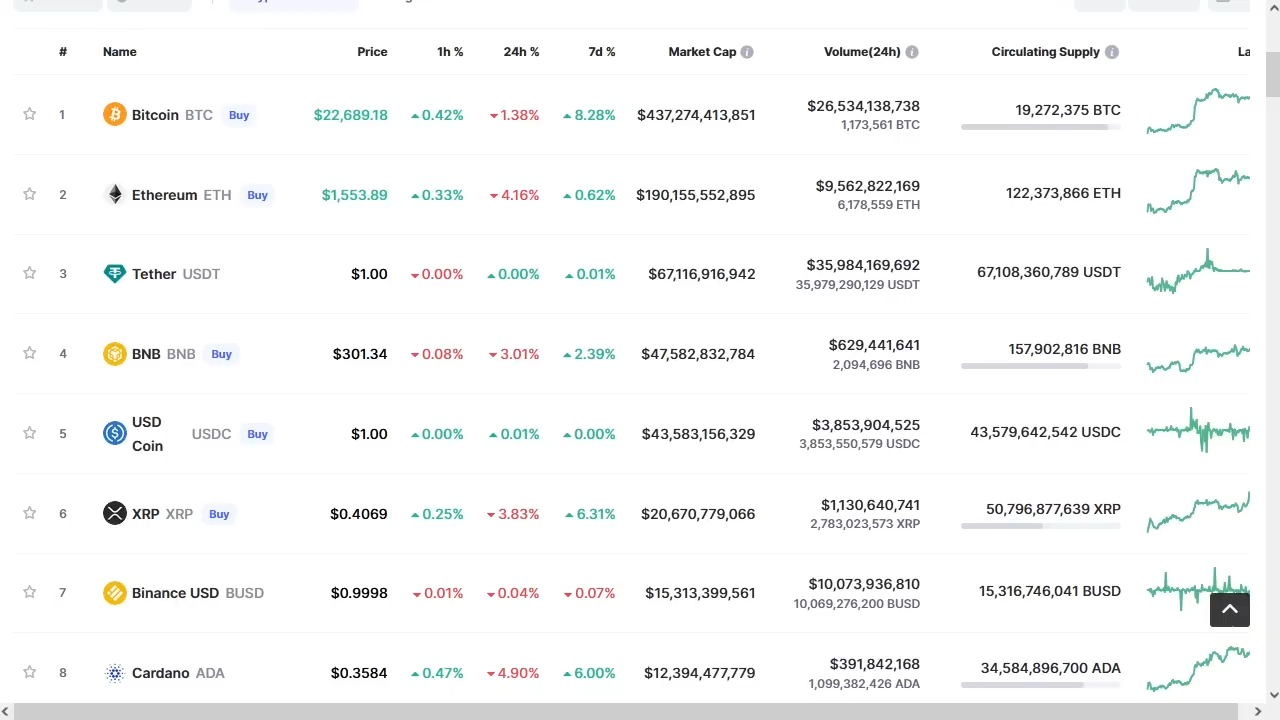 # Name Price 1h % 24h % 7d % Market Cap Volume(24h) Circulating Supply La
1 Bitcoin BTC Buy $22,689.18 0.42% 1.38% 8.28% $437,274,413,851 $26,534,138,738 19,272,375 BTC
1,173,561 BTC
2 Ethereum ETH Buy $1,553.89 0.33% 4.16% 0.62% $190,155,552,895 $9,562,822,169 122,373,866 ETH
6,178,559 ETH
3 Tether USDT $1.00 0.00% 0.00% 0.01% $67,116,916,942 $35,984,169,692 67,108,360,789 USDT
35,979,290,129 USDT
4 BNB BNB Buy $301.34 0.08% 3.01% 2.39% $47,582,832,784 $629,441,641 157,902,816 BNB
2,094,696 BNB
5 USD Coin USDC Buy $1.00 0.00% 0.01% 0.00% $43,583,156,329 $3,853,904,525 43,579,642,542 USDC
3,853,550,579 USDC
6 XRP XRP Buy $0.4069 0.25% 3.83% 6.31% $20,670,779,066 $1,130,640,741 50,796,877,639 XRP
2,783,023,573 XRP
7 Binance USD BUSD $0.9998 0.01% 0.04% 0.07% $15,313,399,561 $10,073,936,810 15,316,746,041 BUSD
10,069,276,200 BUSD
8 Cardano ADA $0.3584 0.47% 4.90% 6.00% $12,394,477,779 $391,842,168 34,584,896,700 ADA
1,099,382,426 ADA